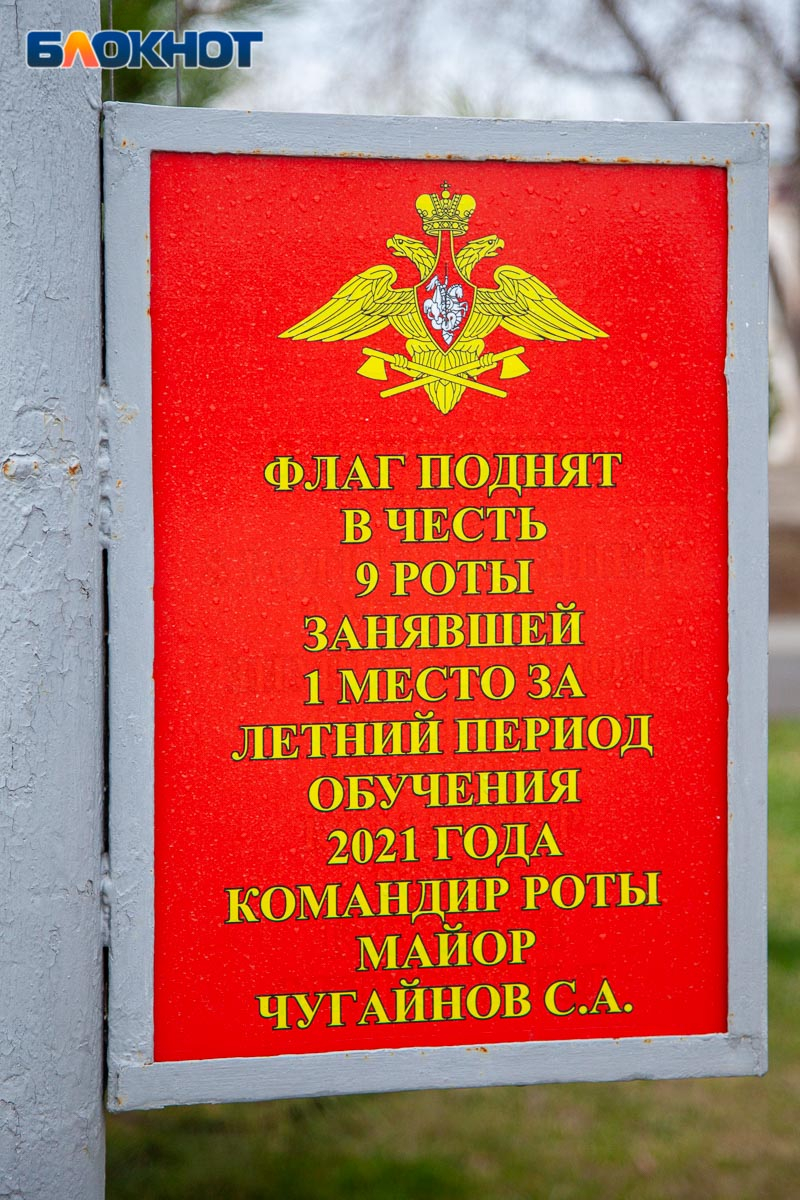 БЛОКНОТ
ФЛАГ ПОДНЯТ
В ЧЕСТЬ
9 РОТЫ
ЗАНЯВШЕЙ
1 МЕСТО ЗА
ЛЕТНИЙ ПЕРИОД
ОБУЧЕНИЯ
2021 ГОДА
КОМАНДИР РОТЫ
МАЙОР
ЧУГАЙНОВ С.А.